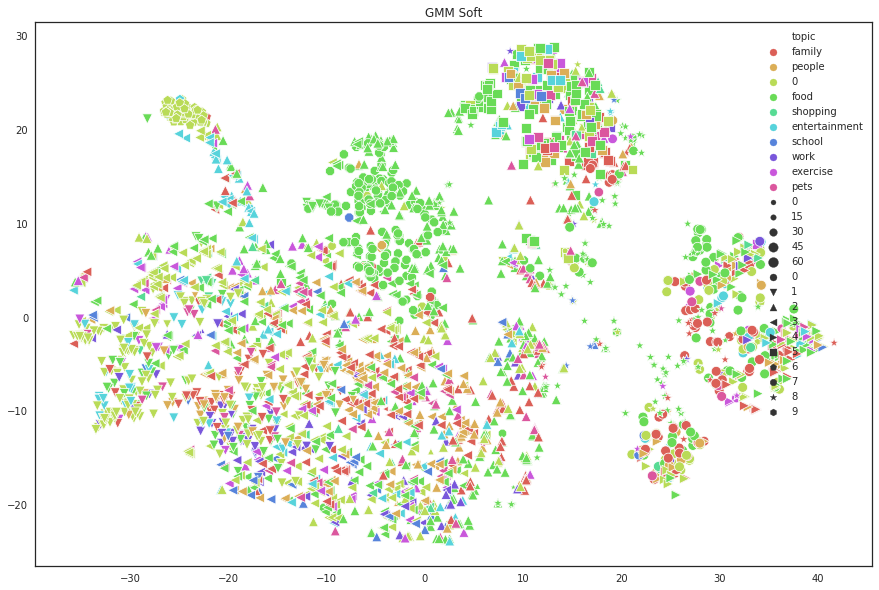 GMM Soft
30
20
10
0
−10
−20
−30
−20
−10
0
10
20
30
40
topic
family
people
0
food
shopping
entertainment
school
work
exercise
pets
0
15
30
45
60
0
1
2
3
4
5
6
7
8
9